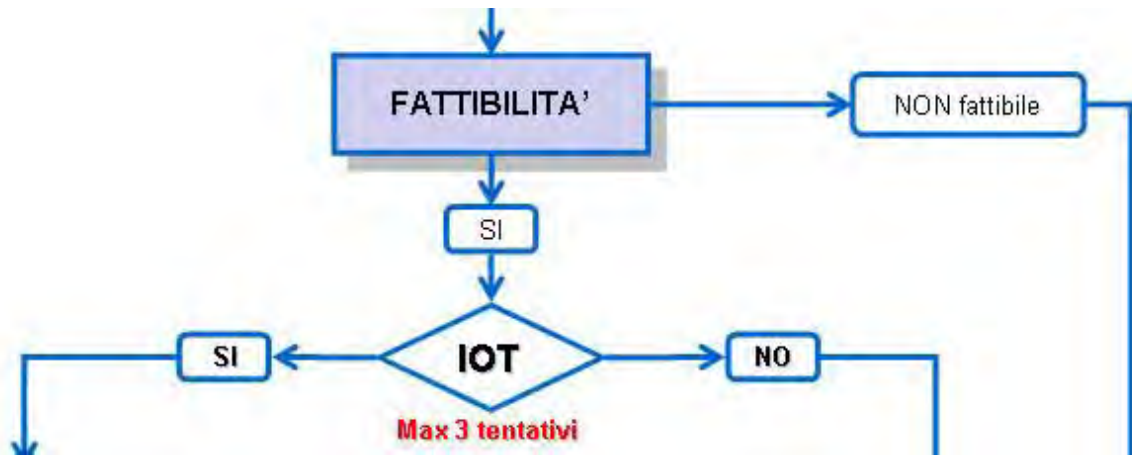 FATTIBILITA'
NON fattibile
SI
SI
IOT
NO
Max 3 tentativi